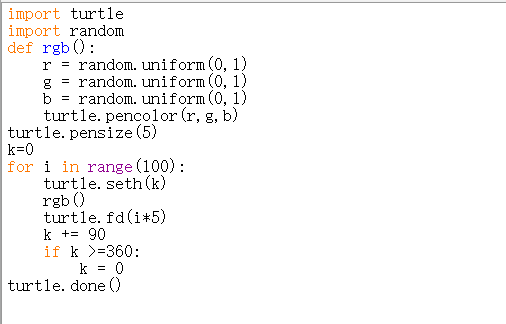 import turtle
import random
def rgb():
    r = random.uniform(0,1)
    g = random.uniform(0,1)
    b = random.uniform(0,1)
    turtle.pencolor(r,g,b)
turtle.pensize(5)
k=0
for i in range(100):
    turtle.seth(k)
    rgb()
    turtle.fd(i*5)
    k += 90
    if k >=360:
        k = 0
turtle.done()